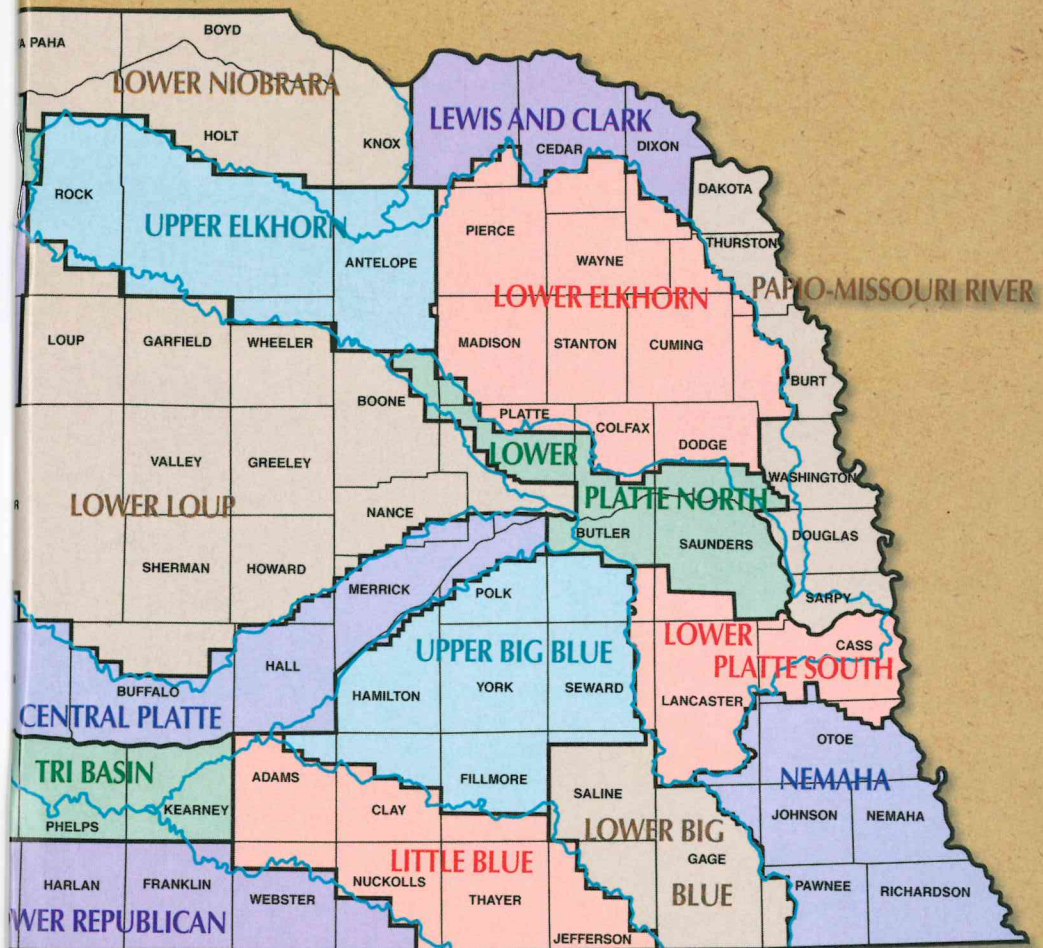 BOYD
A PAHA
LOWER NIOBRARA
LEWIS AND CLARK
HOLT
KNOX
CEDAR
DIXON
ROCK
DAKOTA
UPPER ELKHORN
PIERCE
THURSTON
ANTELOPE
WAYNE
LOWER ELKHORN
PAPIO-MISSOURI RIVER
LOUP
GARFIELD
WHEELER
MADISON
STANTON
CUMING
BURT
BOONE
PLATTE
COLFAX
DODGE
LOWER
PLATTE NORTH
VALLEY
GREELEY
WASHINGTON
LOWER LOUP
NANCE
BUTLER
SAUNDERS
DOUGLAS
SHERMAN
HOWARD
MERRICK
POLK
SARPY
LOWER
PLATTE SOUTH
CASS
UPPER BIG BLUE
HALL
BUFFALO
HAMILTON
YORK
SEWARD
LANCASTER
CENTRAL PLATTE
OTOE
TRI BASIN
ADAMS
FILLMORE
NEMAHA
SALINE
KEARNEY
CLAY
PHELPS
LOWER BIG
BLUE
JOHNSON
NEMAHA
GAGE
LITTLE BLUE
HARLAN
FRANKLIN
NUCKOLLS
WEBSTER
THAYER
PAWNEE
RICHARDSON
WER REPUBLICAN
JEFFERSON